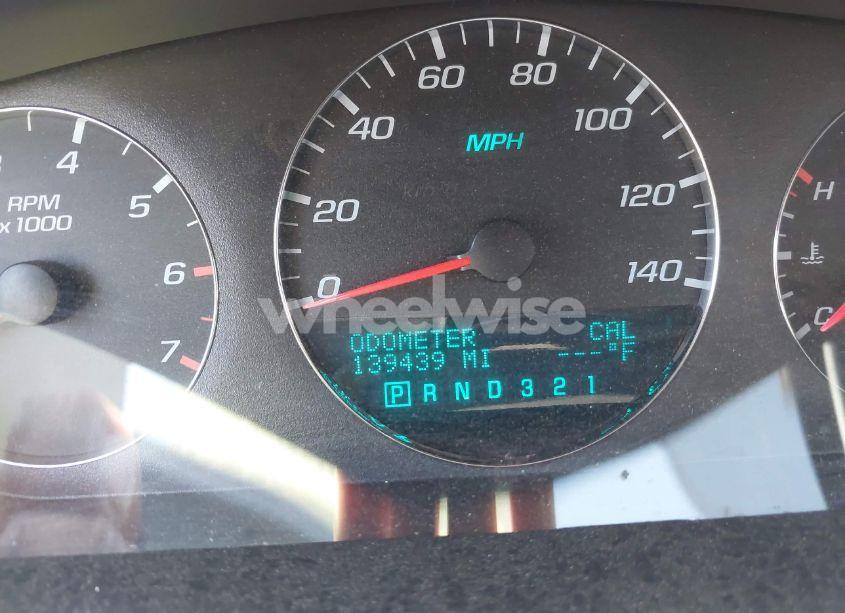 60 80
40 100
MPH
3 4 5
RPM
x1000
20 120
H
6
0 140
C
wheelwise
ODOMETER CAL
139439 MI ---°F
7
P R N D 3 2 1